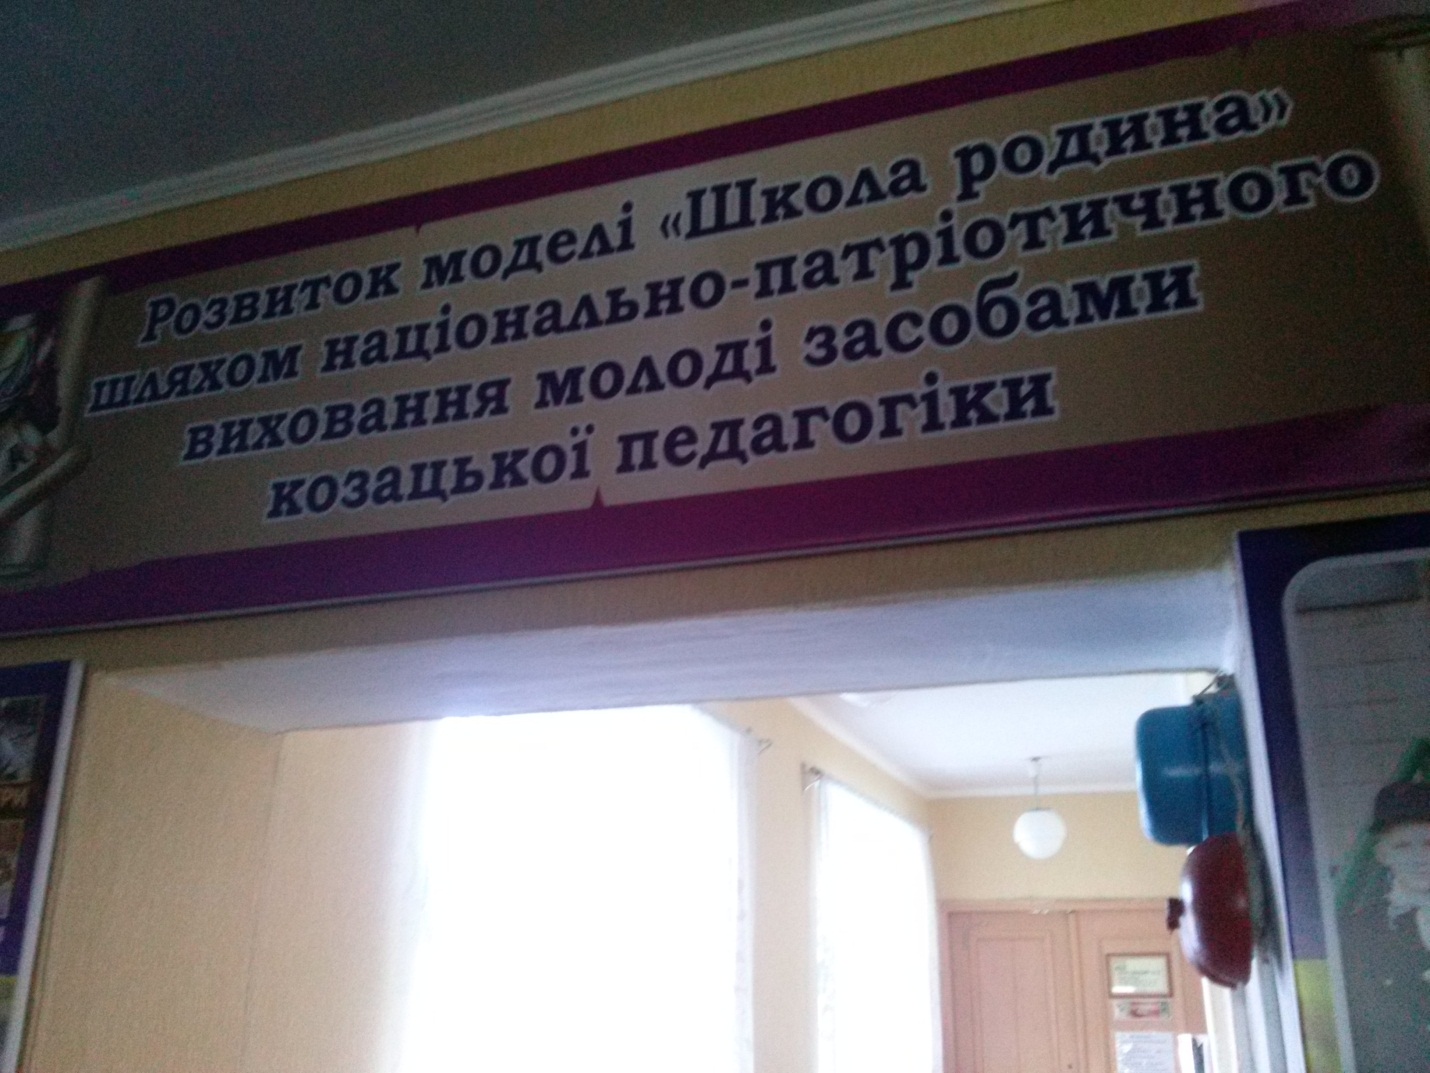 Розвиток моделі «Школа родина»
шляхом національно-патріотичного
виховання молоді засобами
козацької педагогіки